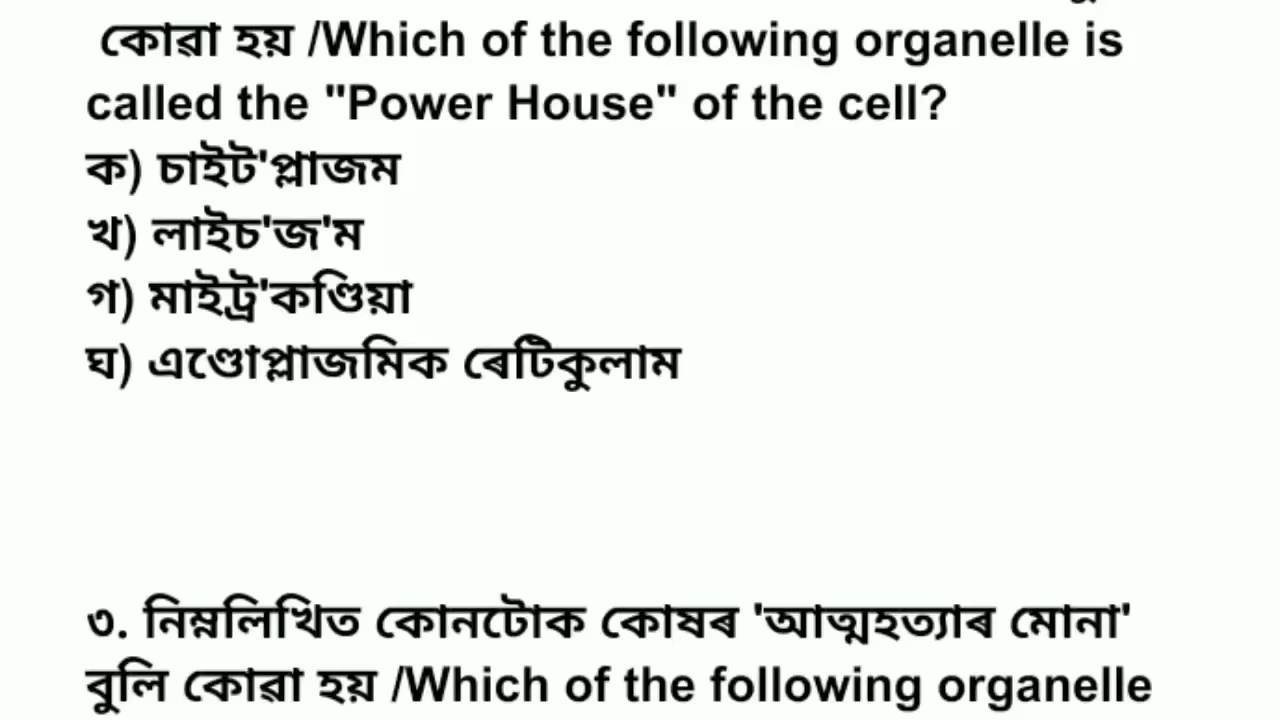 কোৱা হয় /Which of the following organelle is
called the "Power House" of the cell?
ক) চাইট'প্লাজম
খ) লাইচ'জ'ম
গ) মাইট্ৰ'কণ্ডিয়া
ঘ) এণ্ডোপ্লাজমিক ৰেটিকুলাম
৩. নিম্নলিখিত কোনটোক কোষৰ 'আত্মহত্যাৰ মোনা'
বুলি কোৱা হয় /Which of the following organelle